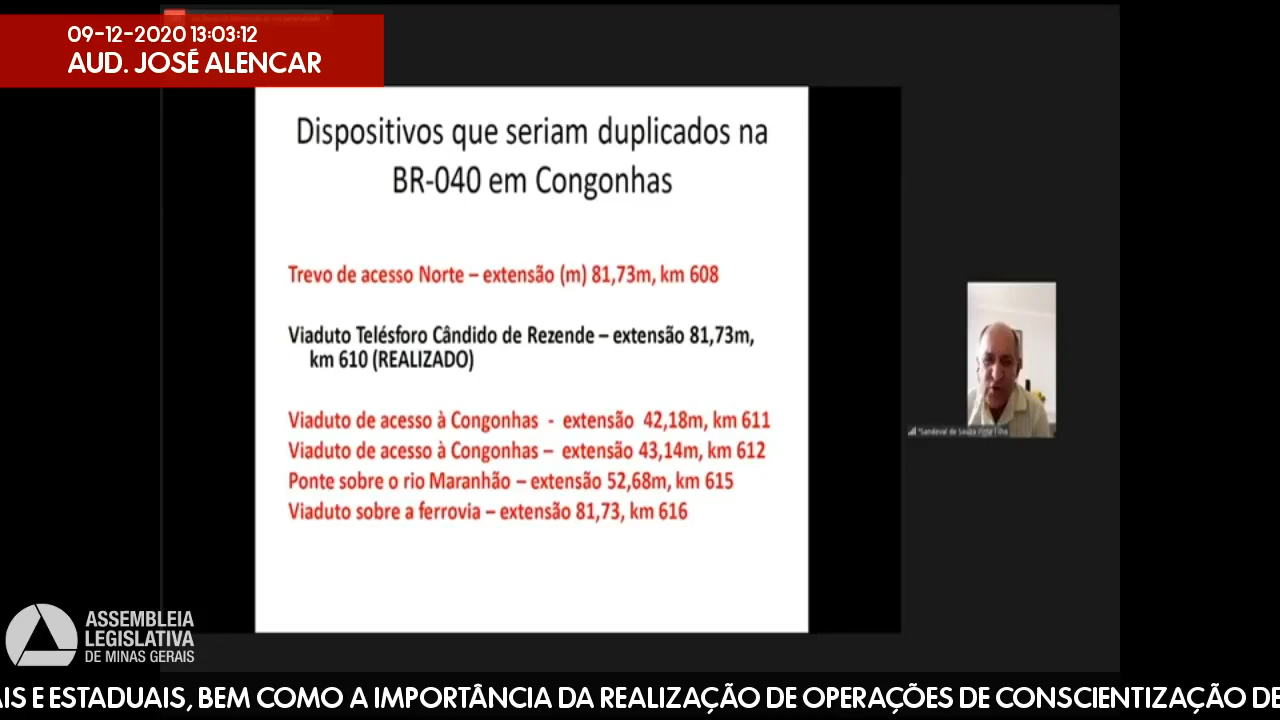 09-12-2020 13:03:12
AUD. JOSÉ ALENCAR
Dispositivos que seriam duplicados na
BR-040 em Congonhas
Trevo de acesso Norte – extensão (m) 81,73m, km 608
Viaduto Telésforo Cândido de Rezende – extensão 81,73m,
km 610 (REALIZADO)
Viaduto de acesso à Congonhas - extensão 42,18m, km 611
Viaduto de acesso à Congonhas – extensão 43,14m, km 612
Ponte sobre o rio Maranhão – extensão 52,68m, km 615
Viaduto sobre a ferrovia – extensão 81,73, km 616
*Sandoval de Souza Filho
ASSEMBLEIA
LEGISLATIVA
DE MINAS GERAIS
AIS E ESTADUAIS, BEM COMO A IMPORTÂNCIA DA REALIZAÇÃO DE OPERAÇÕES DE CONSCIENTIZAÇÃO DE